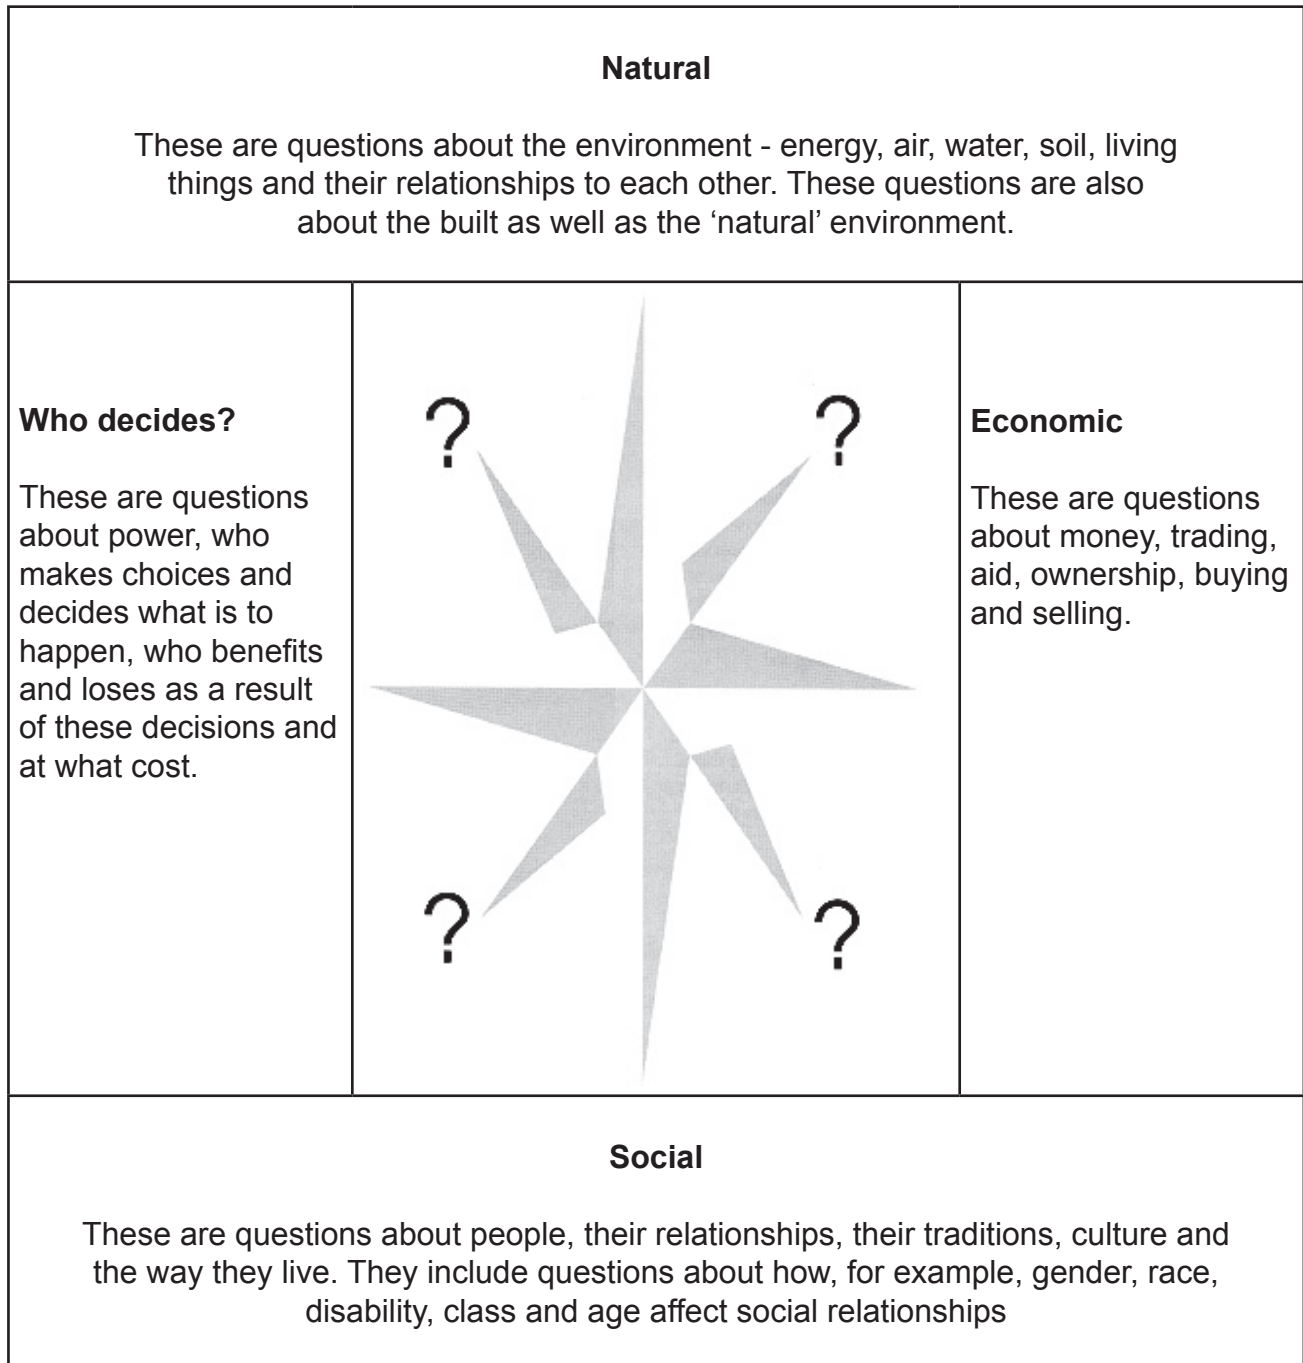 Natural
These are questions about the environment - energy, air, water, soil, living
things and their relationships to each other. These questions are also
about the built as well as the ‘natural’ environment.
Who decides?
These are questions
about power, who
makes choices and
decides what is to
happen, who benefits
and loses as a result
of these decisions and
at what cost.
?
?
?
?
Economic
These are questions
about money, trading,
aid, ownership, buying
and selling.
Social
These are questions about people, their relationships, their traditions, culture and
the way they live. They include questions about how, for example, gender, race,
disability, class and age affect social relationships